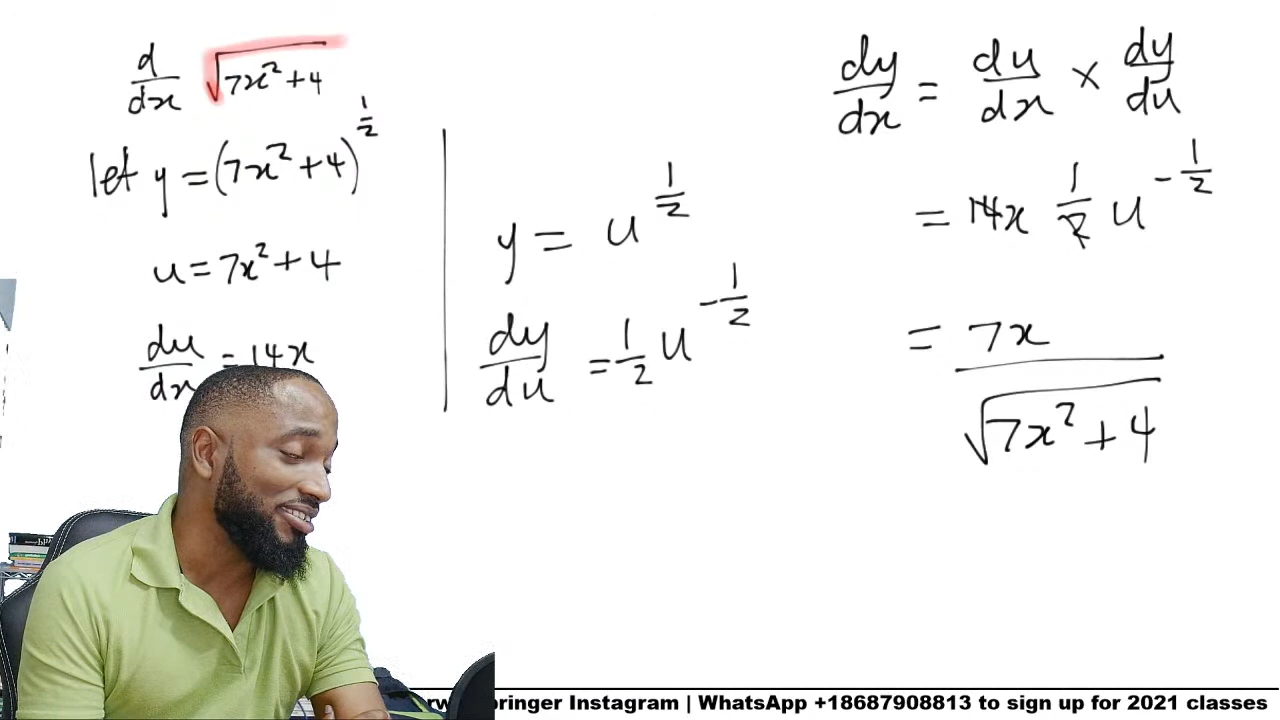 d/dx √(7x² + 4)
let y = (7x² + 4)^(1/2)
u = 7x² + 4
du/dx = 14x
y = u^(1/2)
dy/du = 1/2 u^(-1/2)
dy/dx = du/dx × dy/du
= 14x 1/2 u^(-1/2)
= 7x/√(7x² + 4)
pringer Instagram | WhatsApp +18687908813 to sign up for 2021 classes